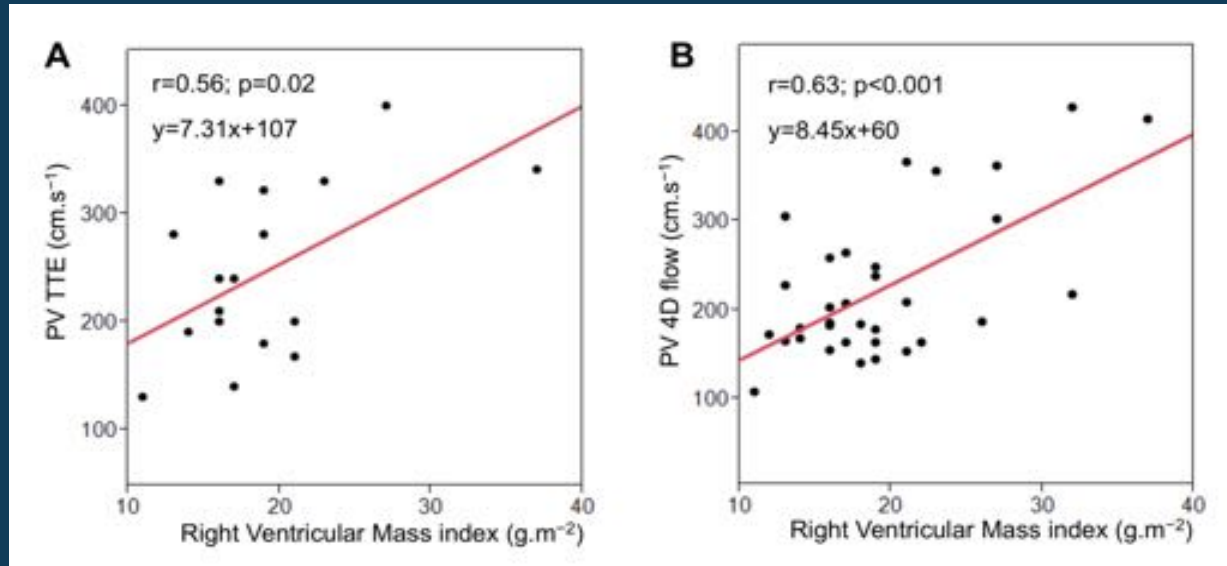 A
r=0.56; p=0.02
y=7.31x+107
400
300
200
100
PV TTE (cm.s⁻¹)
10 20 30 40
Right Ventricular Mass index (g.m⁻²)
B
r=0.63; p<0.001
y=8.45x+60
400
300
200
100
PV 4D flow (cm.s⁻¹)
10 20 30 40
Right Ventricular Mass index (g.m⁻²)